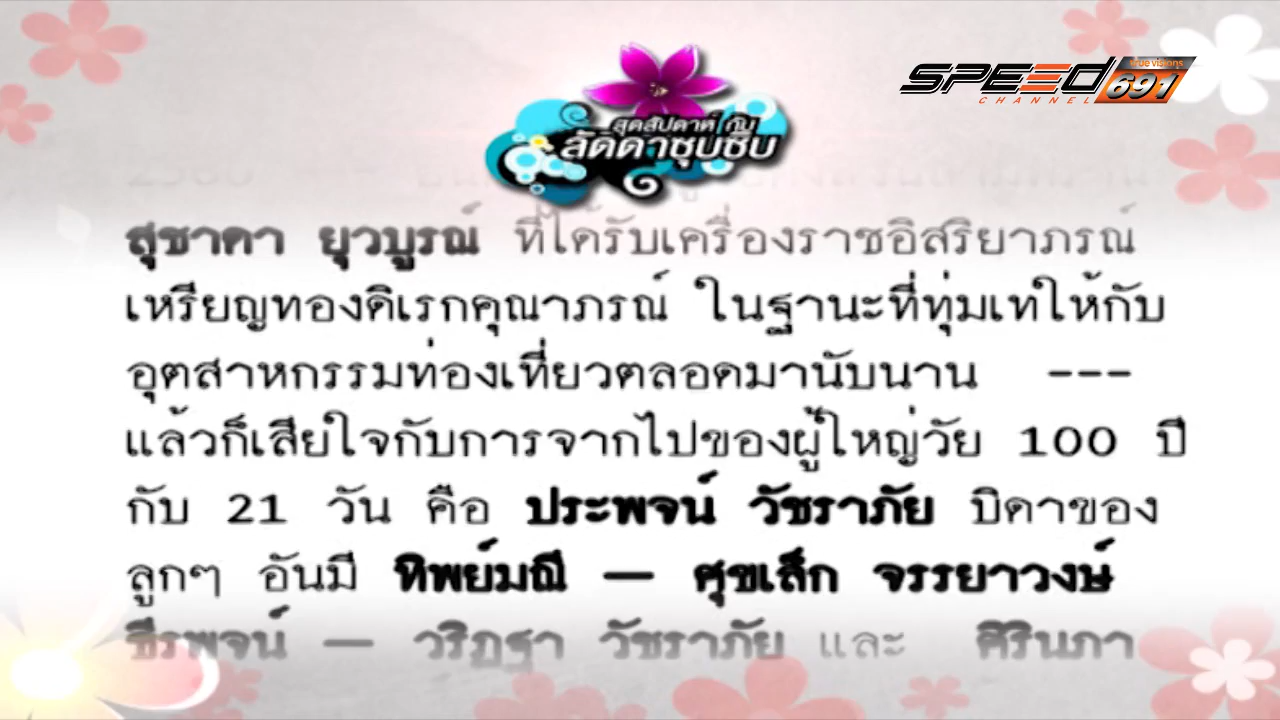 SPEED
CHANNEL
true visions
691
สุดสัปดาห์ กับ
ลัดดาซุบซิบ
2560
สุชาดา ยุวบูรณ์ ที่ได้รับเครื่องราชอิสริยาภรณ์
เหรียญทองดิเรกคุณาภรณ์ ในฐานะที่ทุ่มเทให้กับ
อุตสาหกรรมท่องเที่ยวตลอดมานับนาน ---
แล้วก็เสียใจกับการจากไปของผู้ใหญ่วัย 100 ปี
กับ 21 วัน คือ ประพจน์ วัชราภัย บิดาของ
ลูกๆ อันมี ทิพย์มณี – ศุขเล็ก จรรยาวงษ์
ธีรพจน์ – วริฏฐา วัชราภัย และ ศิรินภา